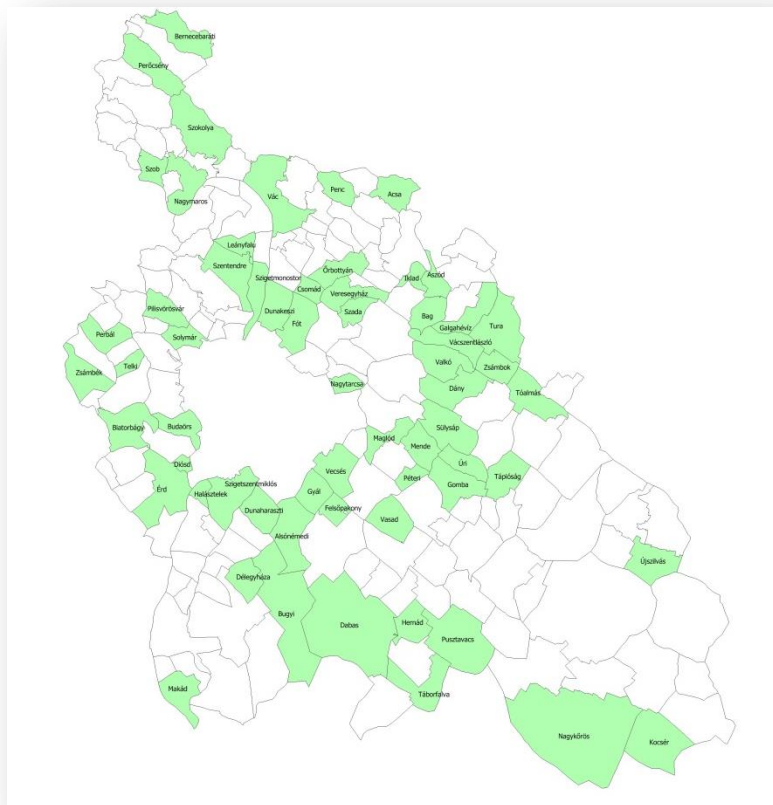 Bernecebaráti
Perőcsény
Szokolya
Szob
Nagymaros
Vác
Penc
Acsa
Leányfalu
Szentendre
Szigetmonostor
Őrbottyán
Csomád
Veresegyház
Iklad
Aszód
Dunakeszi
Szada
Fót
Pilisvörösvár
Bag
Tura
Galgahévíz
Perbál
Solymár
Vácszentlászló
Valkó
Zsámbok
Zsámbék
Telki
Nagytarcsa
Dány
Tóalmás
Biatorbágy
Budaörs
Sülysáp
Maglód
Mende
Diósd
Vecsés
Úri
Péteri
Gomba
Tápióság
Érd
Halásztelek
Szigetszentmiklós
Gyál
Dunaharaszti
Felsőpakony
Vasad
Alsónémedi
Újszilvás
Délegyháza
Bugyi
Dabas
Hernád
Pusztavacs
Makád
Táborfalva
Nagykőrös
Kocsér